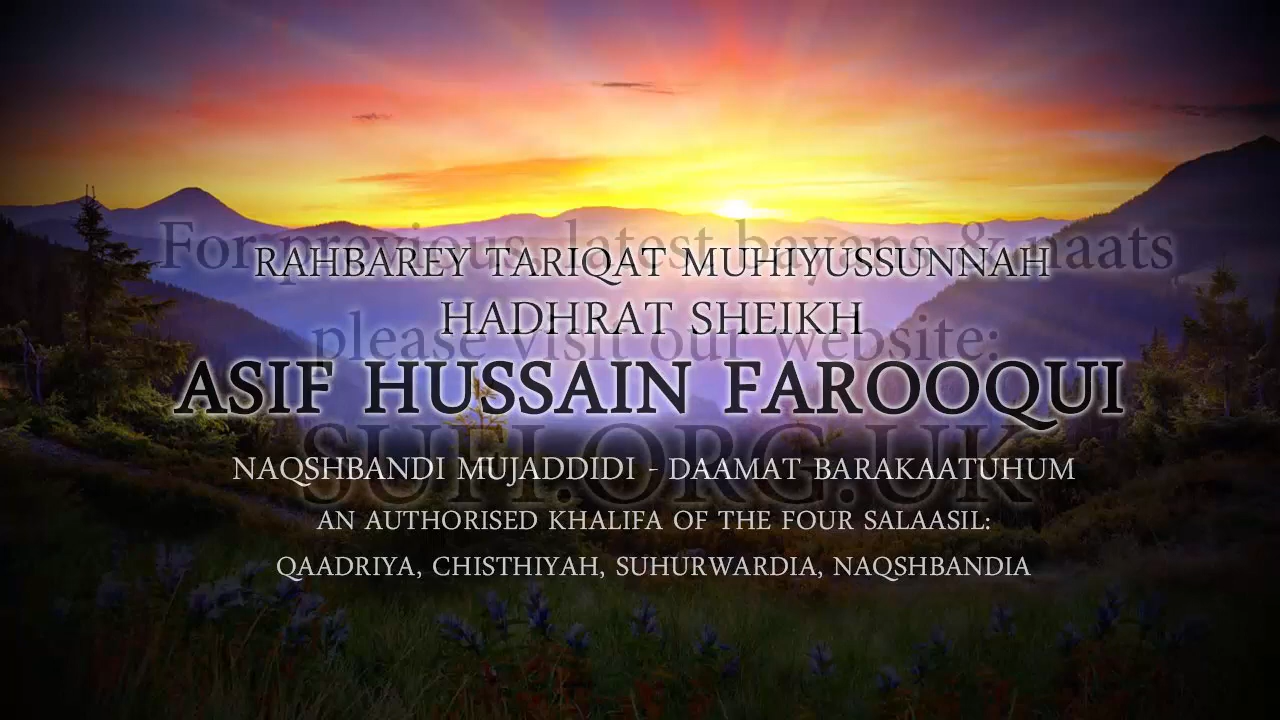 For previous, latest bayans & naats
RAHBAREY TARIQAT MUHIYUSSUNNAH
HADHRAT SHEIKH
please visit our website:
ASIF HUSSAIN FAROOQUI
SUFI.ORG.UK
NAQSHBANDI MUJADDIDI - DAAMAT BARAKAATUHUM
AN AUTHORISED KHALIFA OF THE FOUR SALAASIL:
QAADRIYA, CHISTHIYAH, SUHURWARDIA, NAQSHBANDIA